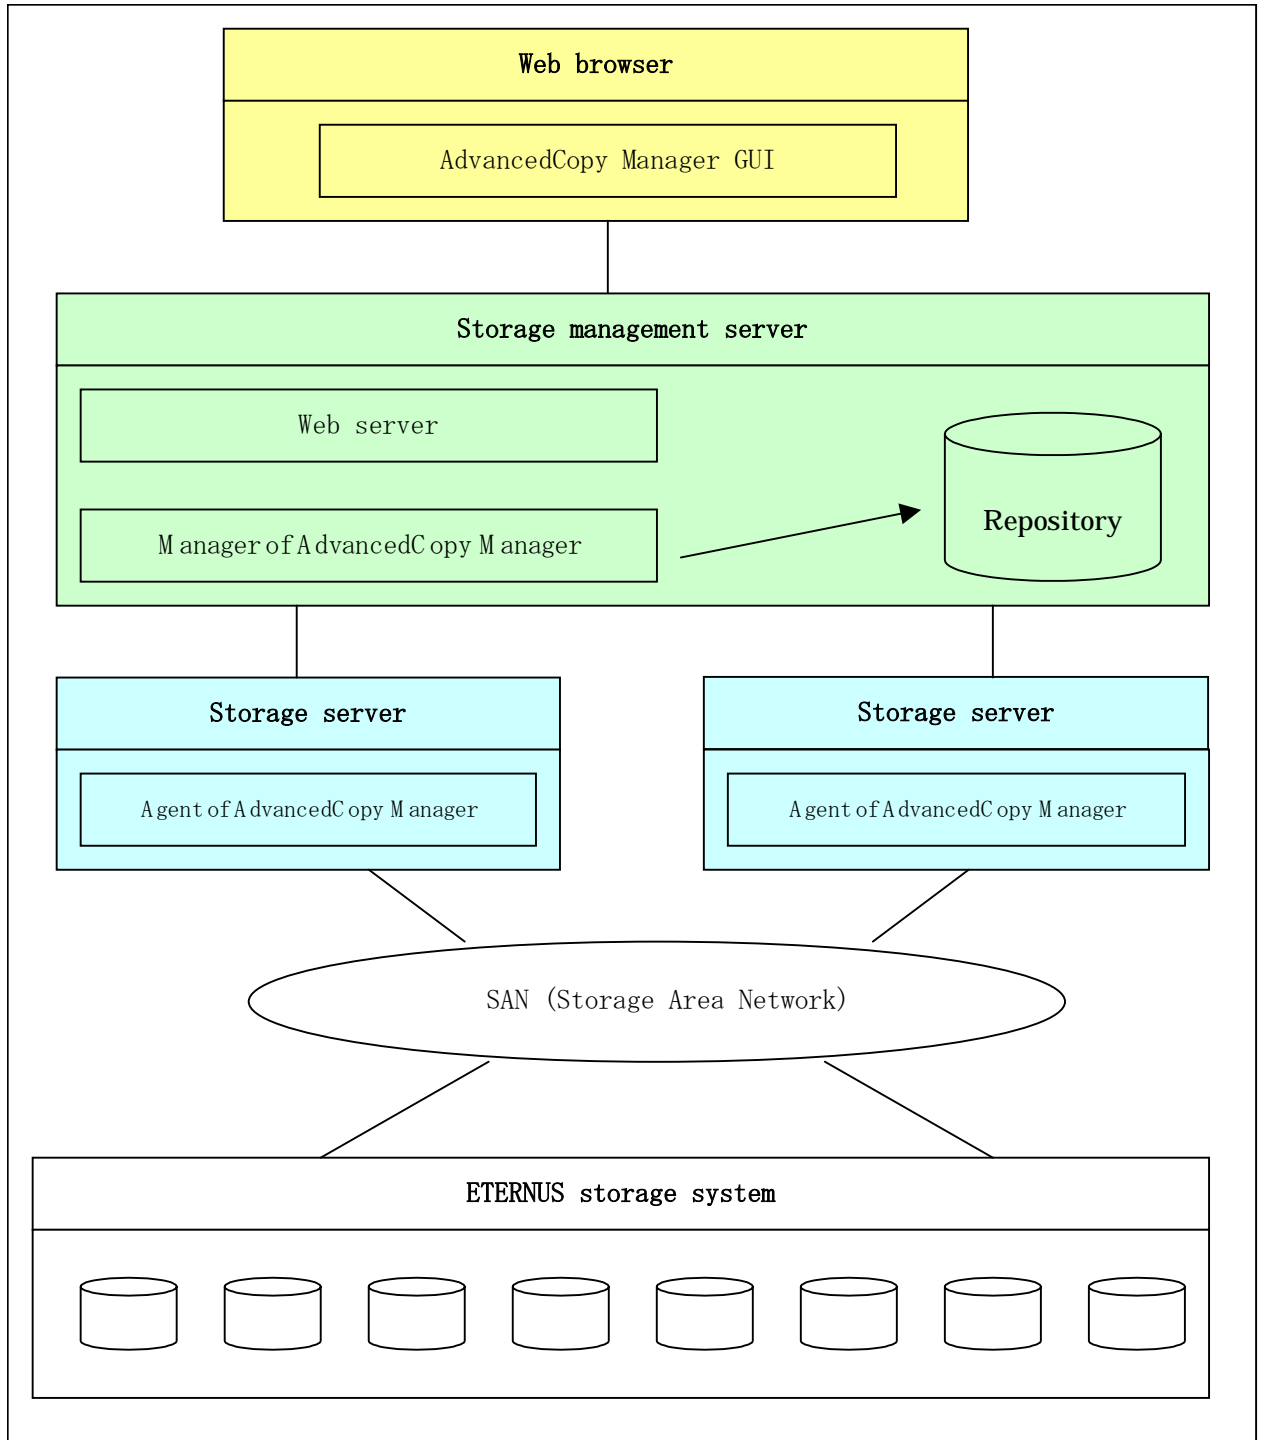 Web browser
AdvancedCopy Manager GUI
Storage management server
Web server
Manager of AdvancedCopy Manager
Repository
Storage server
Storage server
Agent of AdvancedCopy Manager
Agent of AdvancedCopy Manager
SAN (Storage Area Network)
ETERNUS storage system